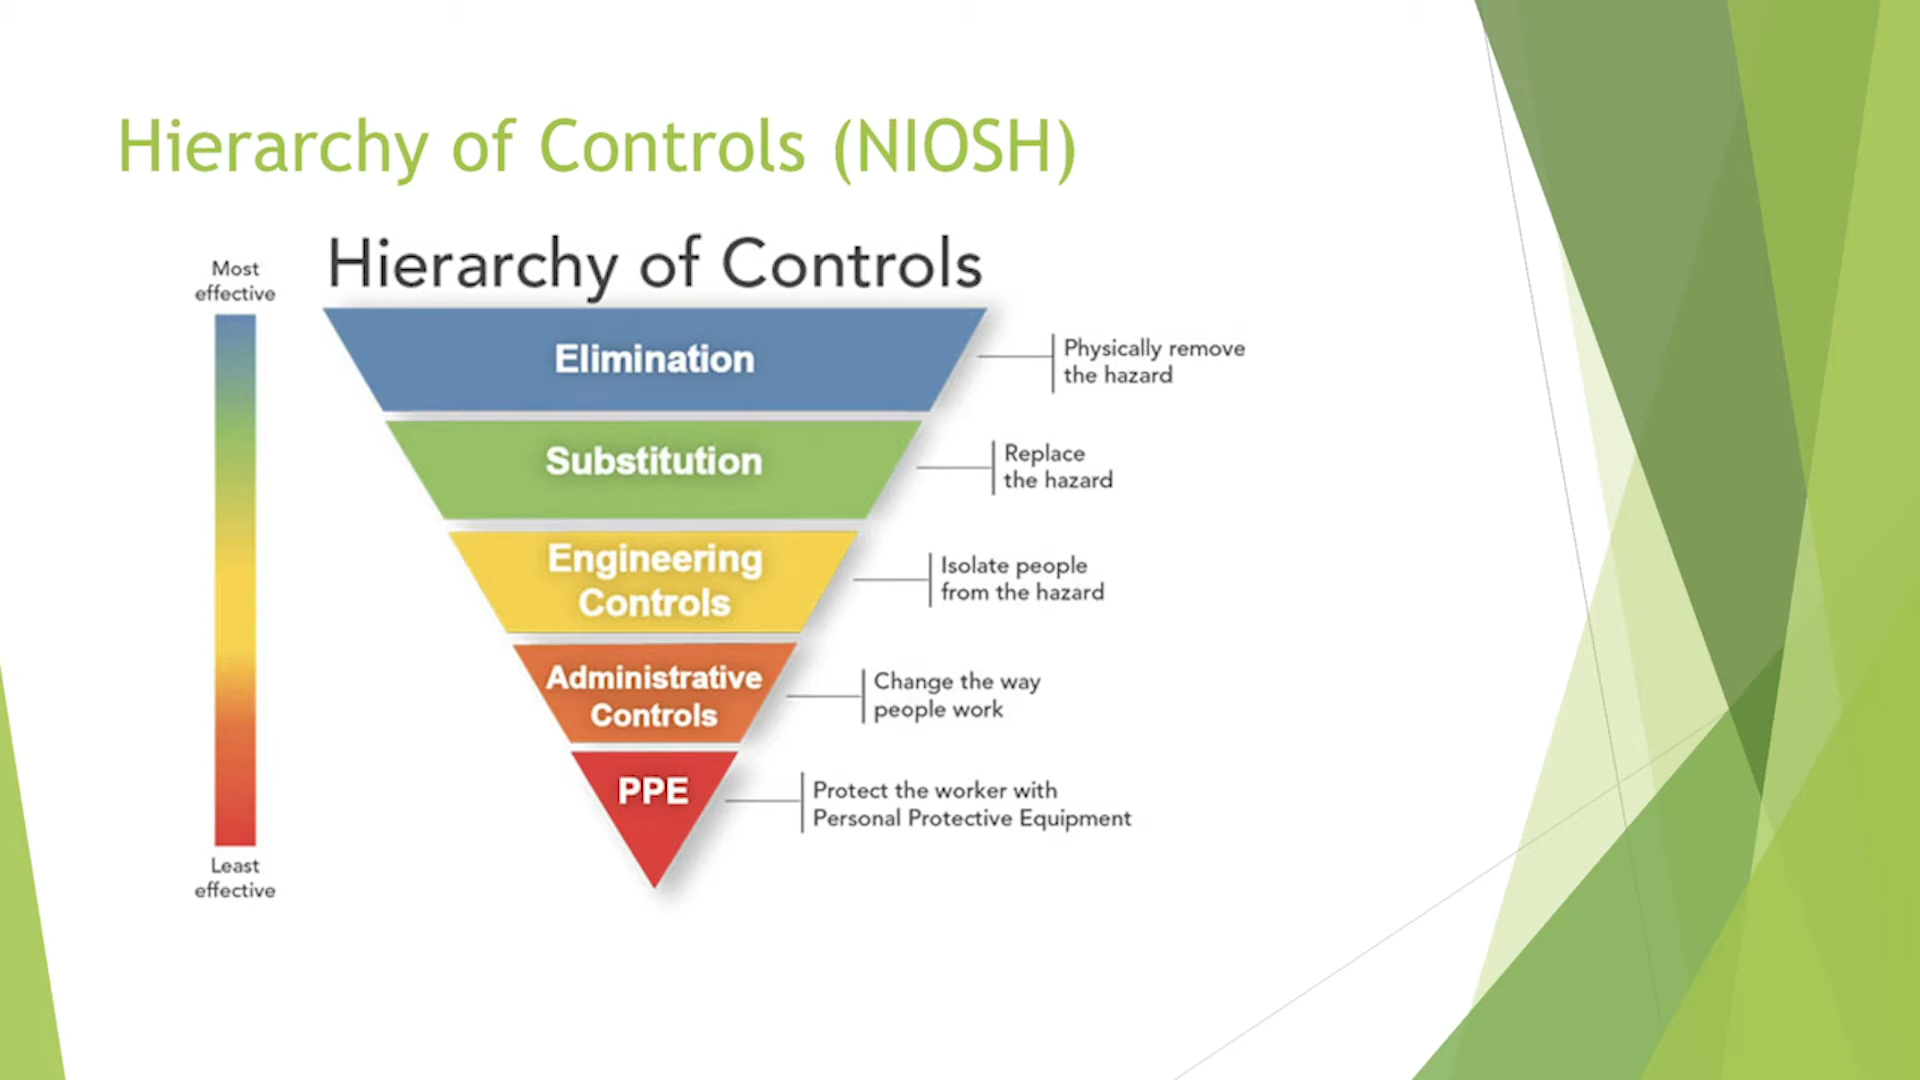 Hierarchy of Controls (NIOSH)
Hierarchy of Controls
Most
effective
Elimination
Physically remove
the hazard
Substitution
Replace
the hazard
Engineering
Controls
Isolate people
from the hazard
Administrative
Controls
Change the way
people work
PPE
Protect the worker with
Personal Protective Equipment
Least
effective